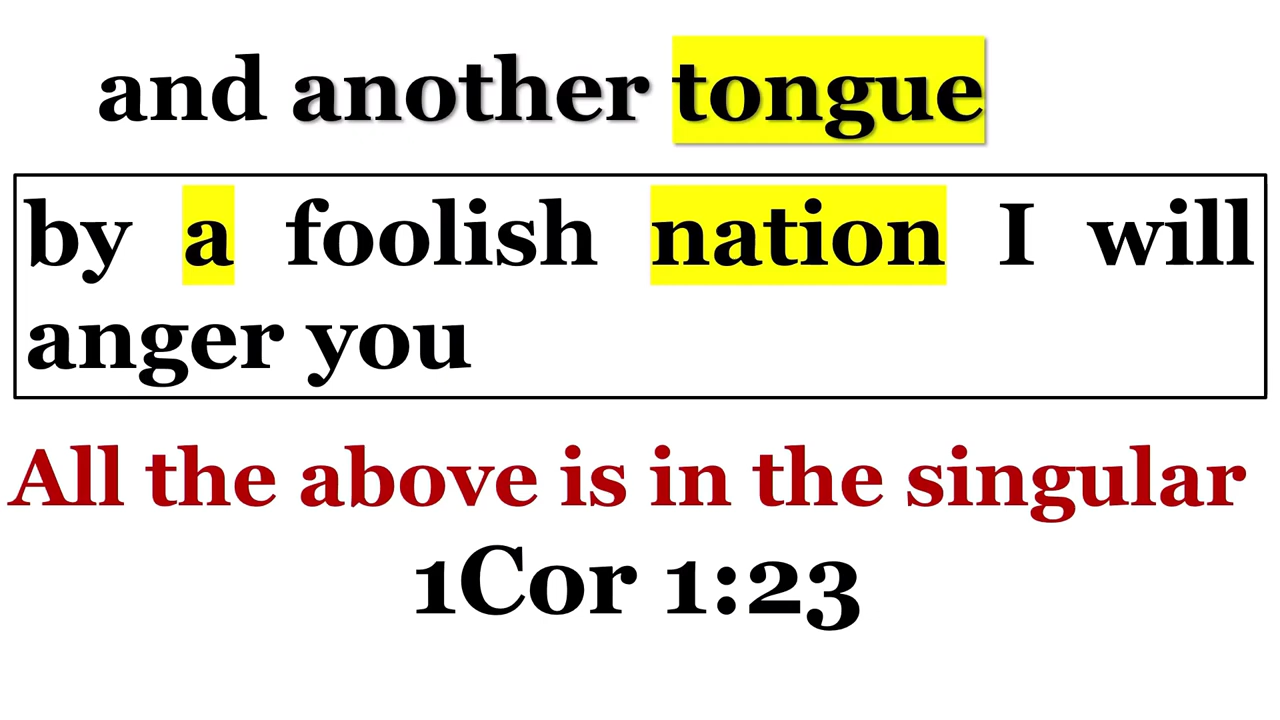 and another tongue
by a foolish nation I will
anger you
All the above is in the singular
1Cor 1:23